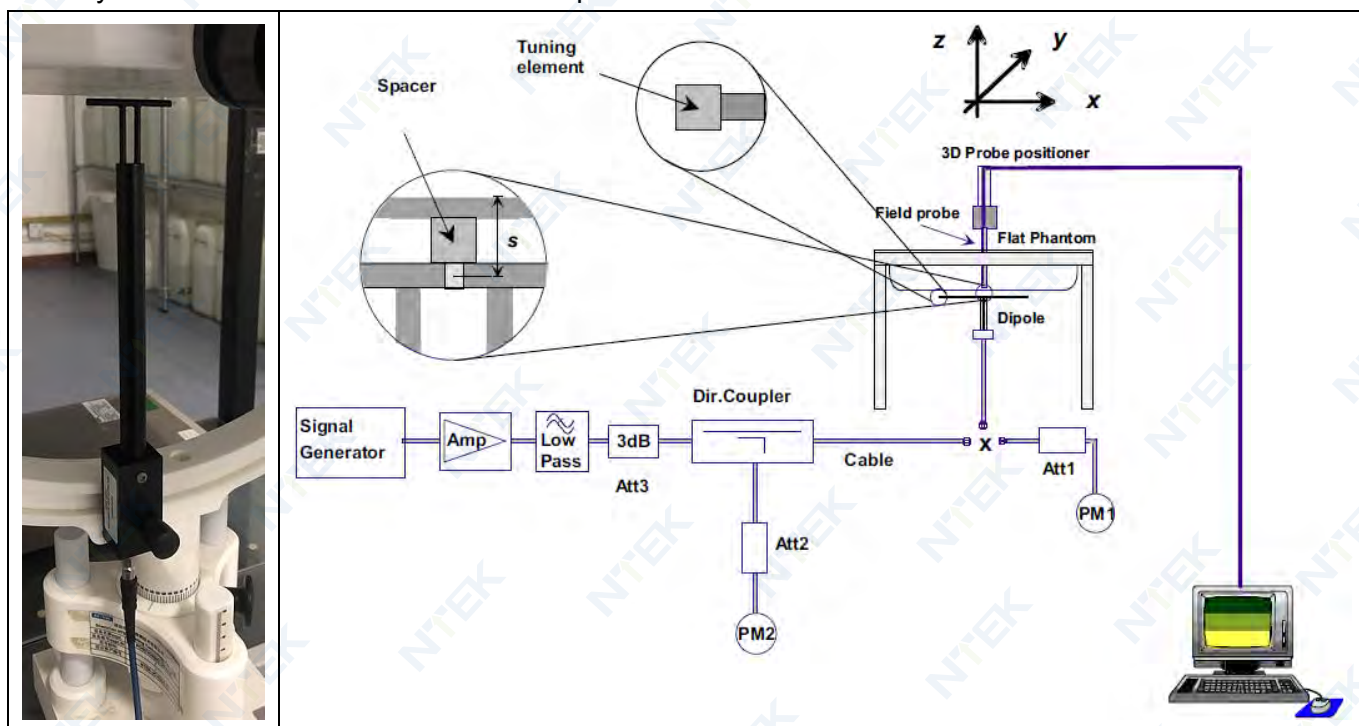 Tuning
element
Spacer
s
z
y
x
3D Probe positioner
Field probe
Flat Phantom
Dipole
Dir.Coupler
Signal
Generator
Amp
Low
Pass
3dB
Att3
Cable
x
Att1
PM1
Att2
PM2
NTEK